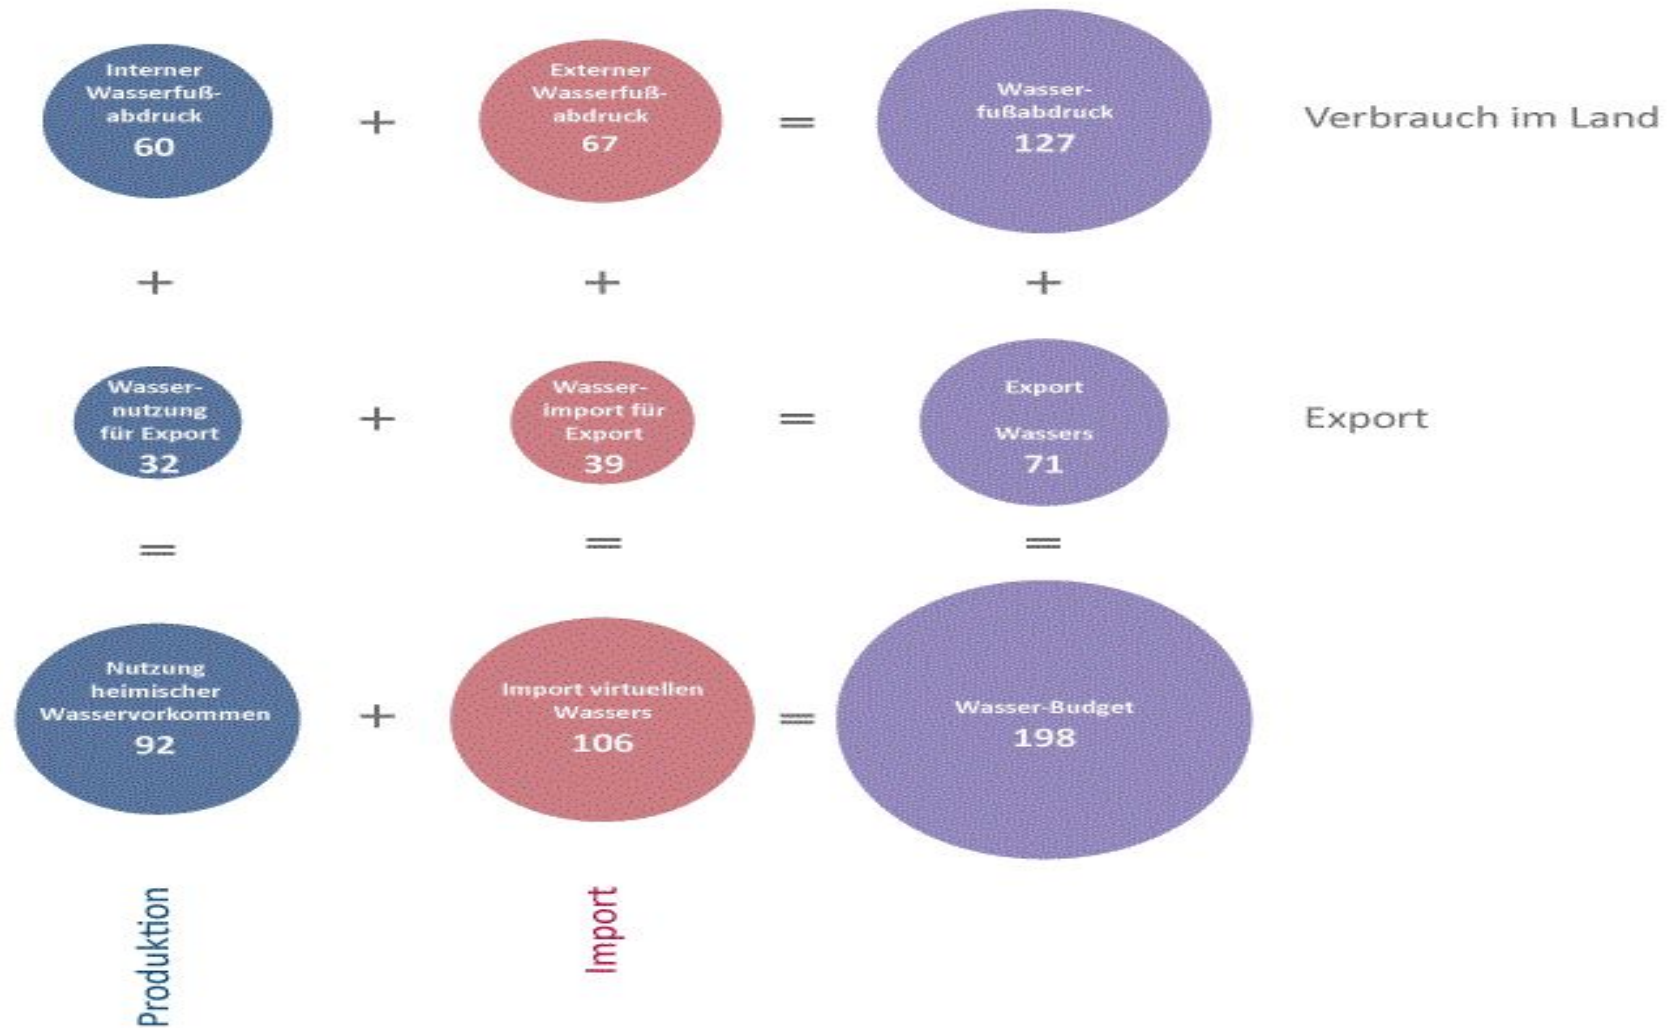 Interner
Wasserfuß-
abdruck
60
+
Externer
Wasserfuß-
abdruck
67
=
Wasser-
fußabdruck
127
Verbrauch im Land
+
+
+
Wasser-
nutzung
für Export
32
+
Wasser-
import für
Export
39
=
Export
Wassers
71
Export
=
=
=
Nutzung
heimischer
Wasservorkommen
92
+
Import virtuellen
Wassers
106
=
Wasser-Budget
198
Produktion
Import